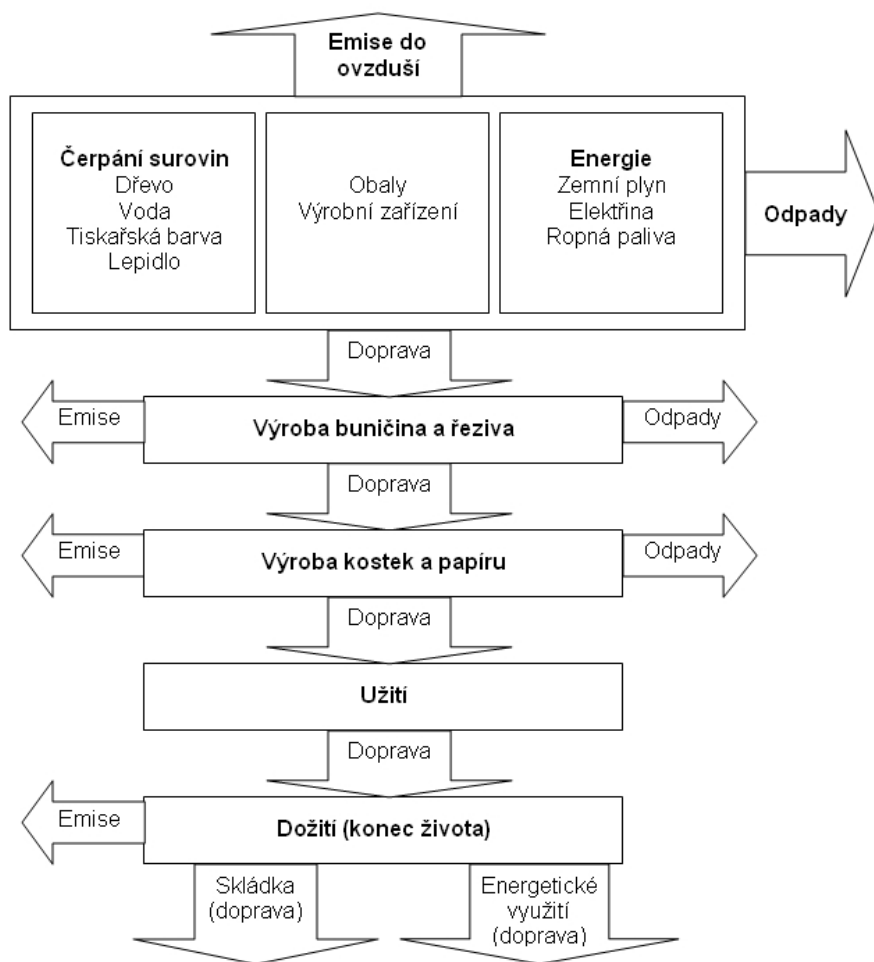 Emise do
ovzduší
Čerpání surovin
Dřevo
Voda
Tiskařská barva
Lepidlo
Obaly
Výrobní zařízení
Energie
Zemní plyn
Elektřina
Ropná paliva
Odpady
Doprava
Emise
Výroba buničina a řeziva
Odpady
Doprava
Emise
Výroba kostek a papíru
Odpady
Doprava
Užití
Doprava
Emise
Dožití (konec života)
Skládka
(doprava)
Energetické
využití
(doprava)